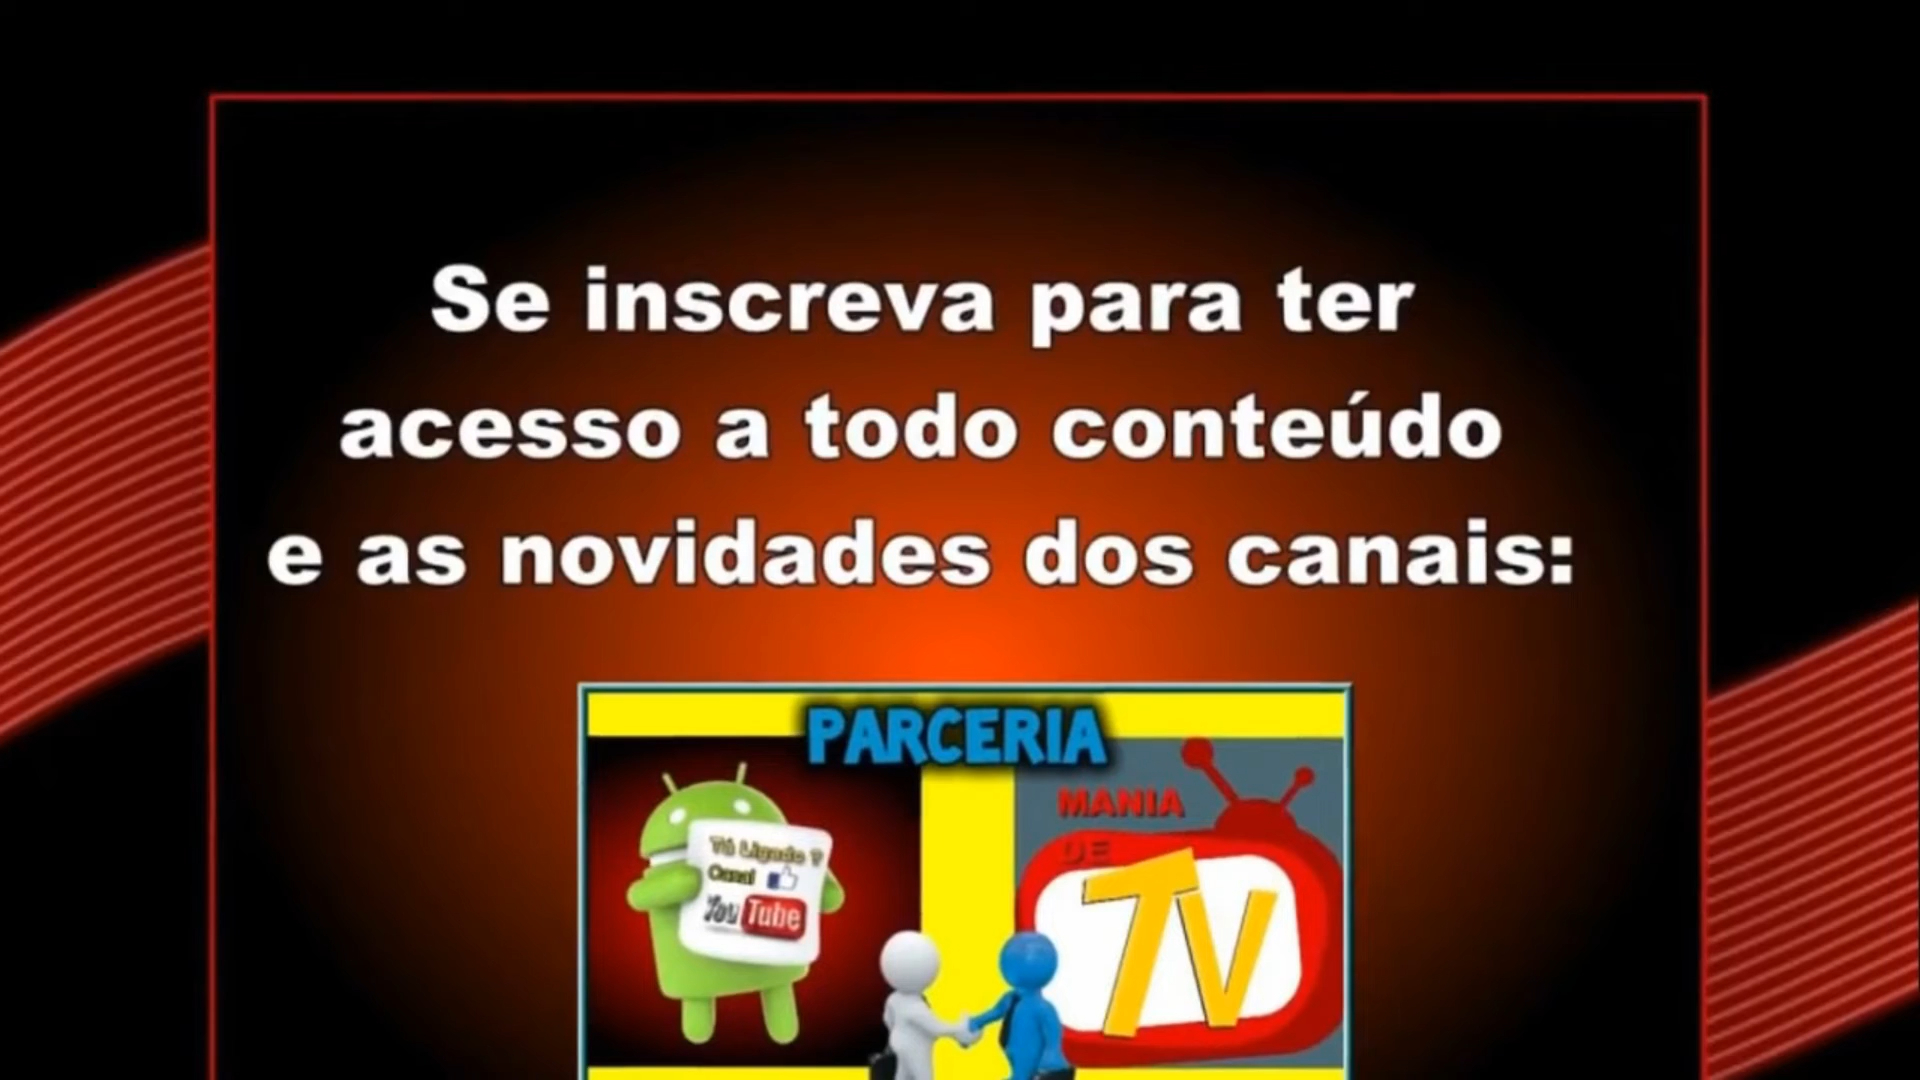 Se inscreva para ter
acesso a todo conteúdo
e as novidades dos canais:
PARCERIA
MANIA
DE
TV
Tá Ligado ?
Canal
YouTube